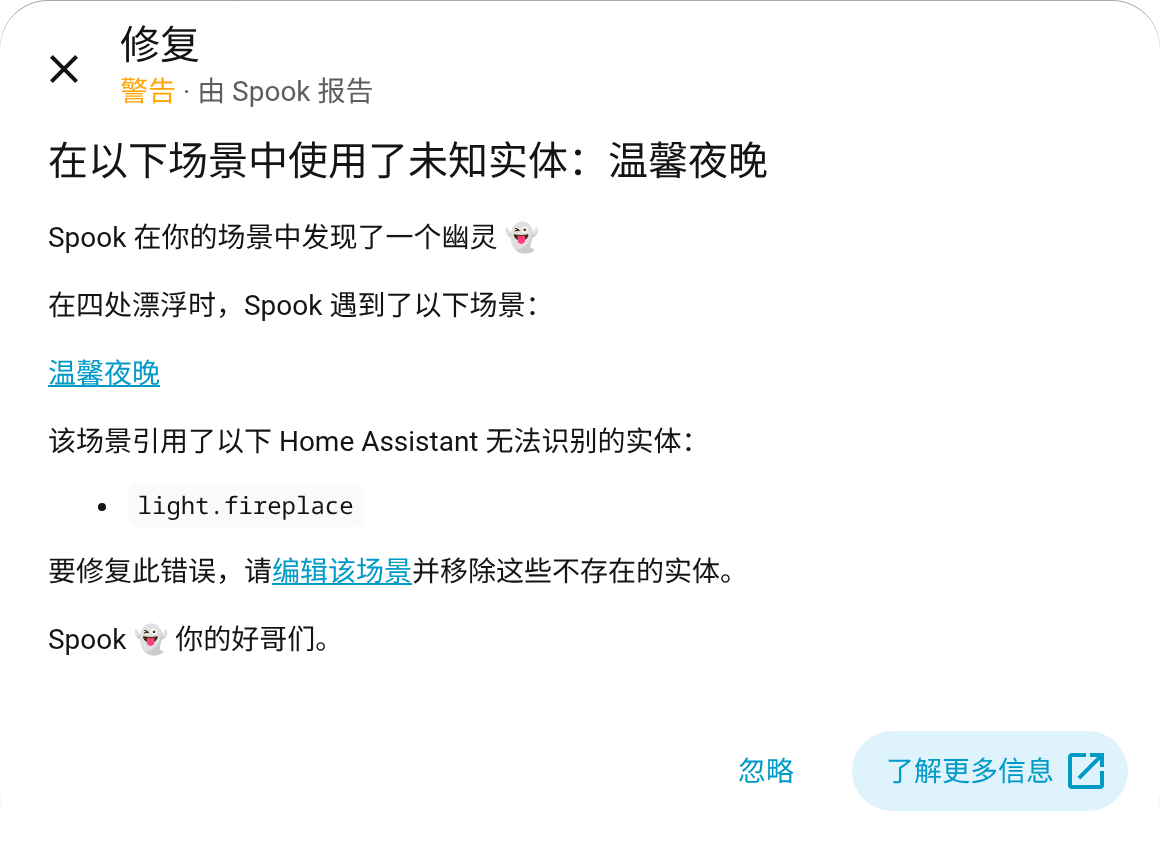 修复
警告 · 由 Spook 报告
在以下场景中使用了未知实体：温馨夜晚
Spook 在你的场景中发现了一个幽灵 👻
在四处漂浮时，Spook 遇到了以下场景：
温馨夜晚
该场景引用了以下 Home Assistant 无法识别的实体：
• light.fireplace
要修复此错误，请编辑该场景并移除这些不存在的实体。
Spook 👻 你的好哥们。
忽略
了解更多信息